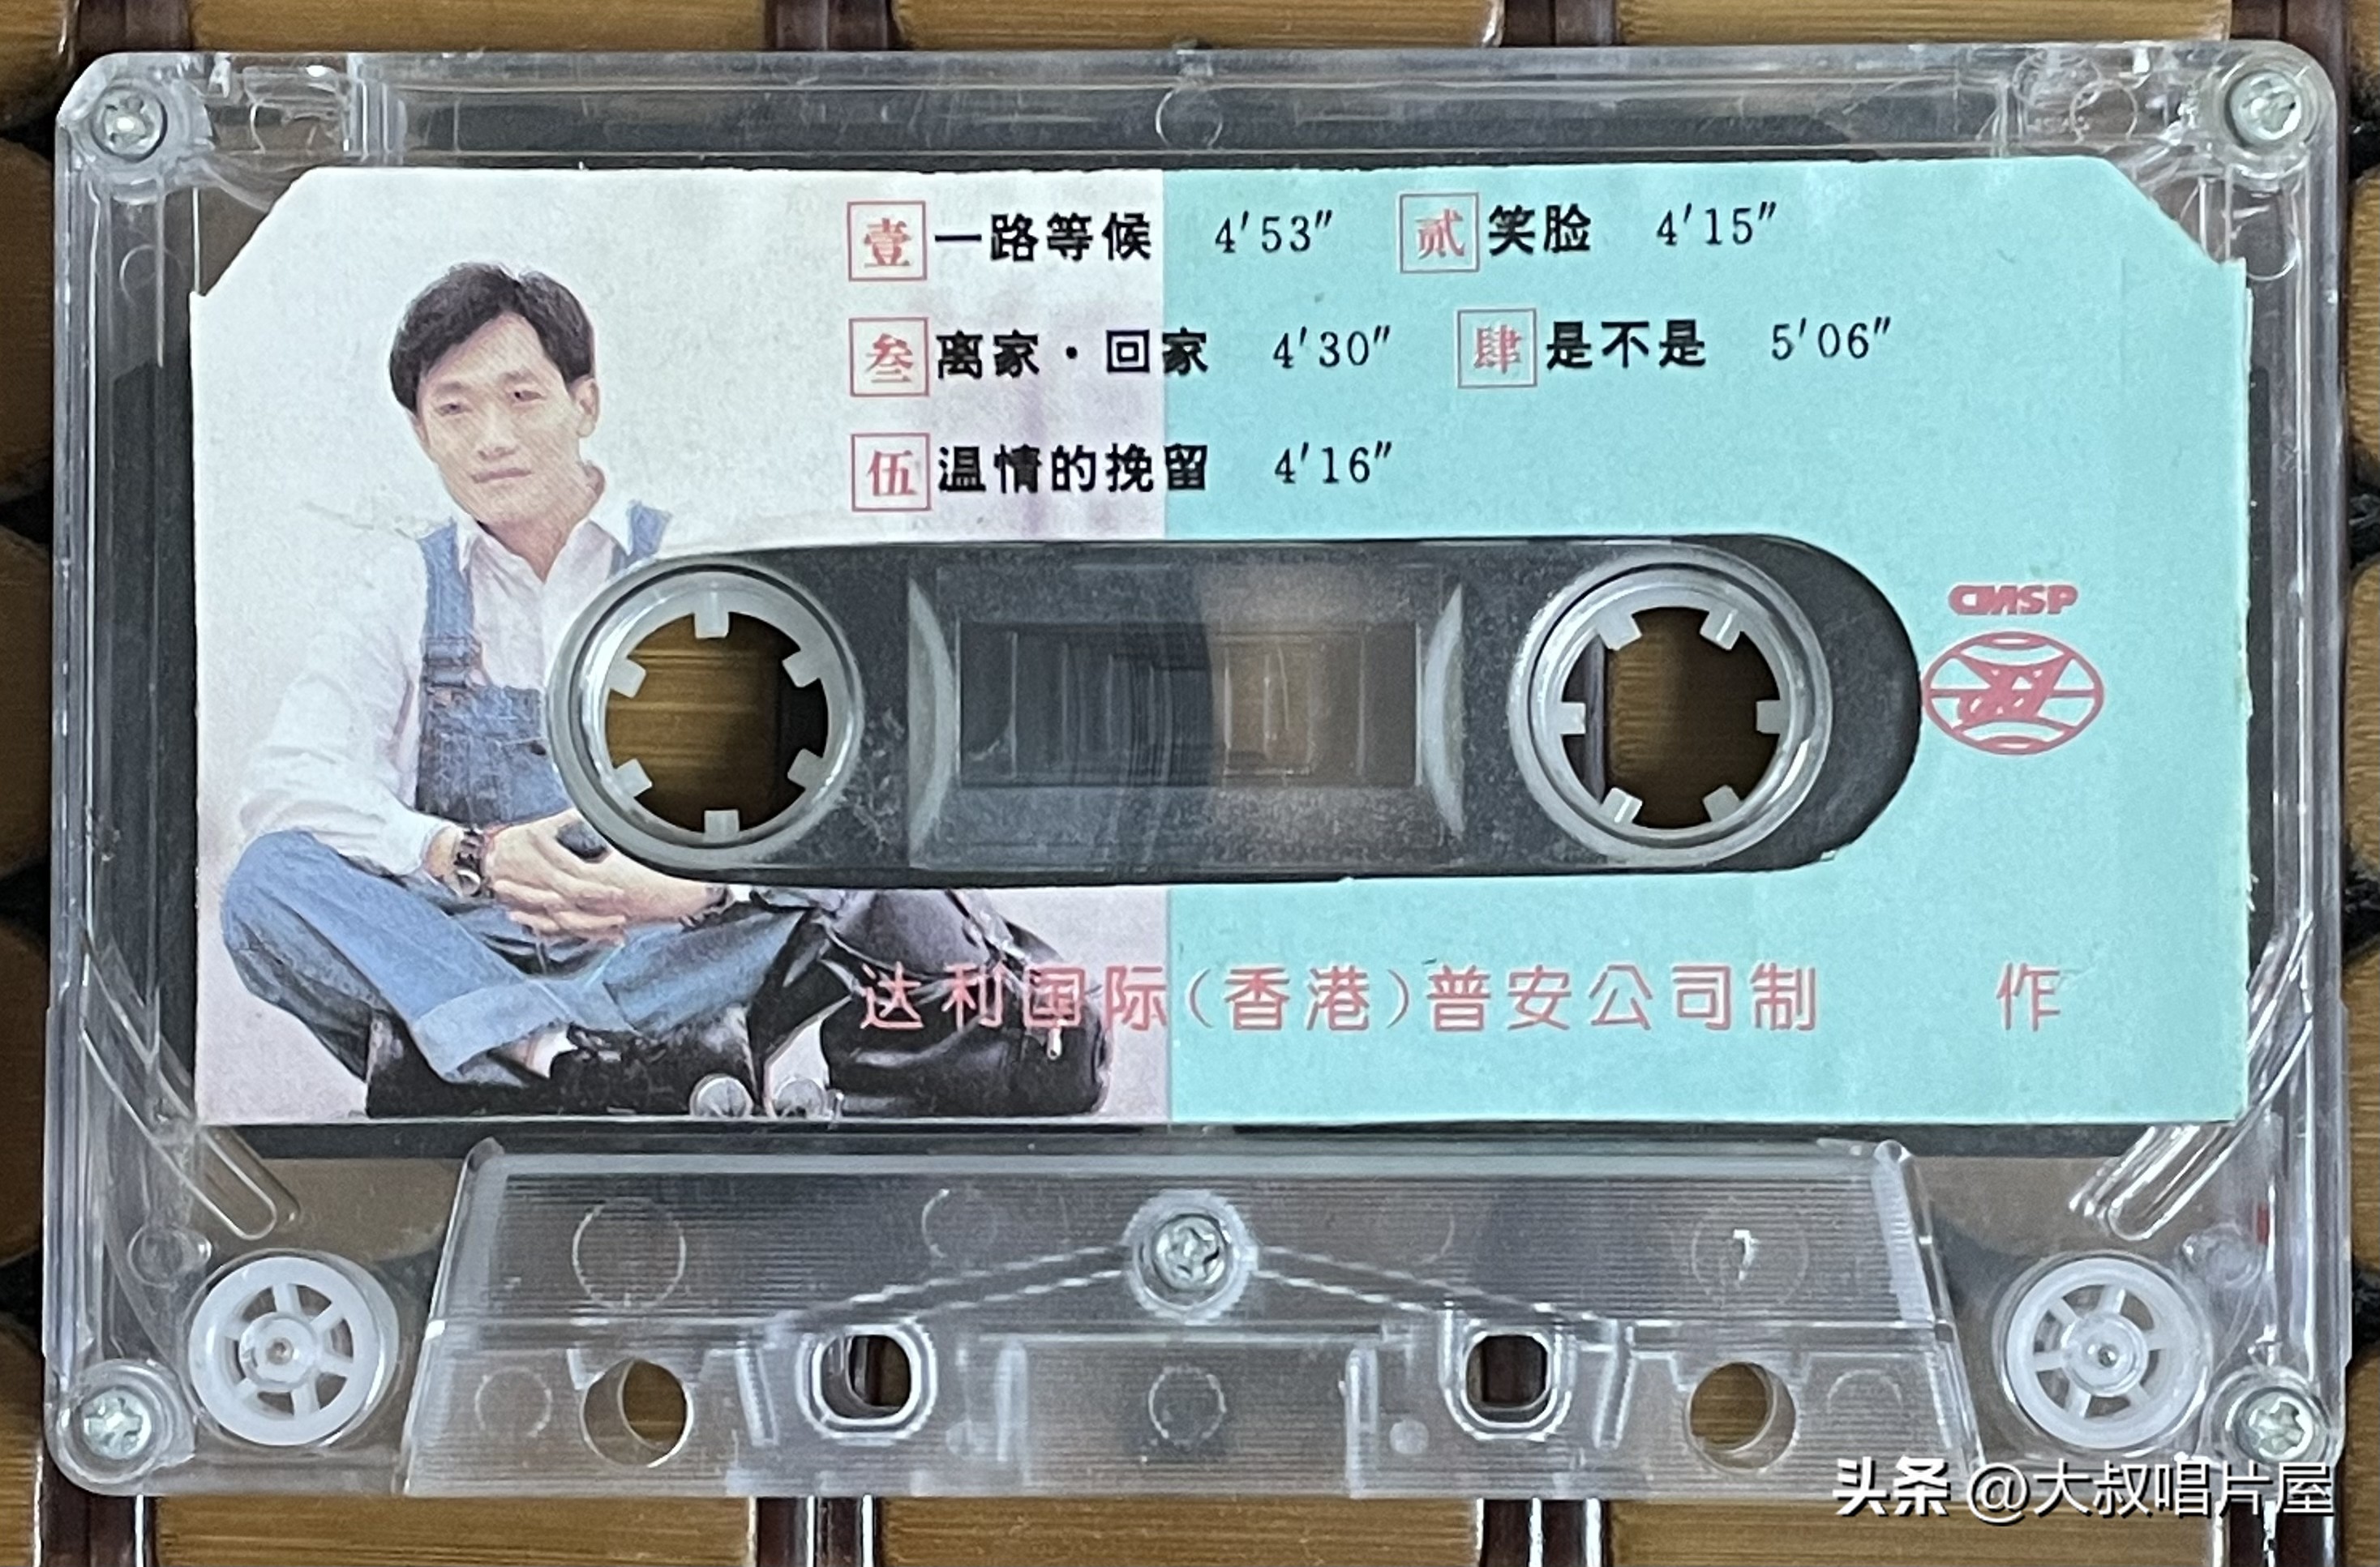 壹 一路等候 4'53" 贰 笑脸 4'15"
叁 离家·回家 4'30" 肆 是不是 5'06"
伍 温情的挽留 4'16"
CMSP
达利国际(香港)普安公司制 作
头条 @大叔唱片屋